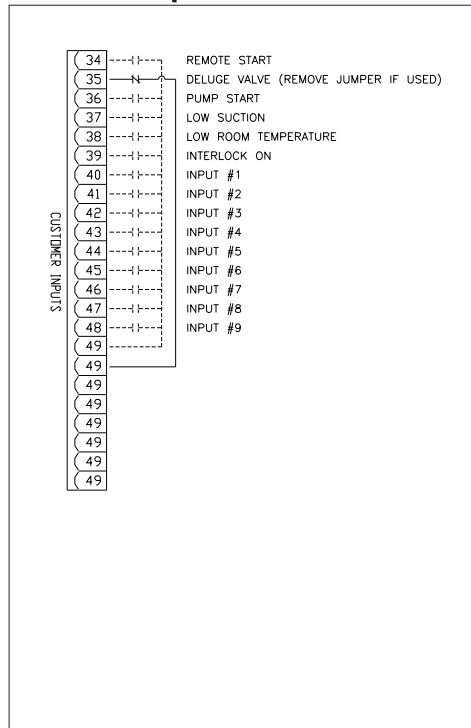 34 REMOTE START
35 DELUGE VALVE (REMOVE JUMPER IF USED)
36 PUMP START
37 LOW SUCTION
38 LOW ROOM TEMPERATURE
39 INTERLOCK ON
40 INPUT #1
41 INPUT #2
42 INPUT #3
43 INPUT #4
44 INPUT #5
45 INPUT #6
46 INPUT #7
47 INPUT #8
48 INPUT #9
49
49
49
49
49
49
49
49
CUSTOMER INPUTS